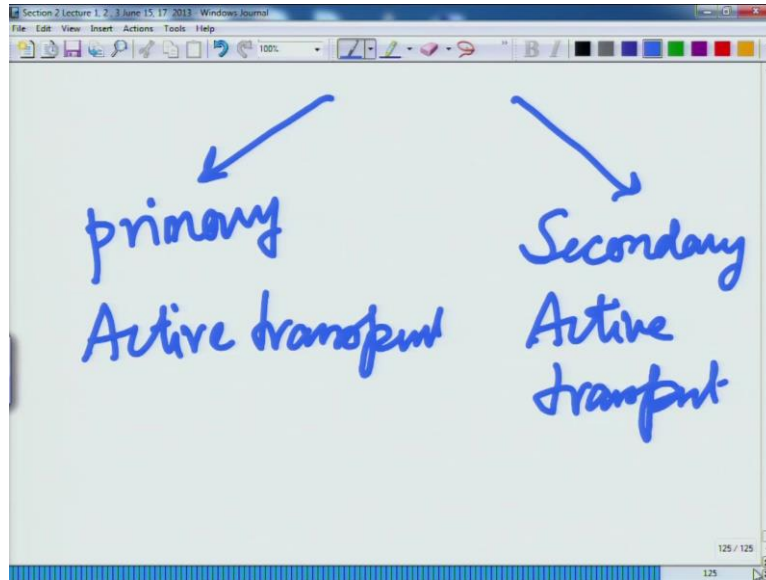 Section 2 Lecture 1, 2 , 3 June 15, 17 2013 - Windows Journal
File Edit View Insert Actions Tools Help
100%
B I
primary
Secondary
Active transport
Active
transport
125 / 125
125